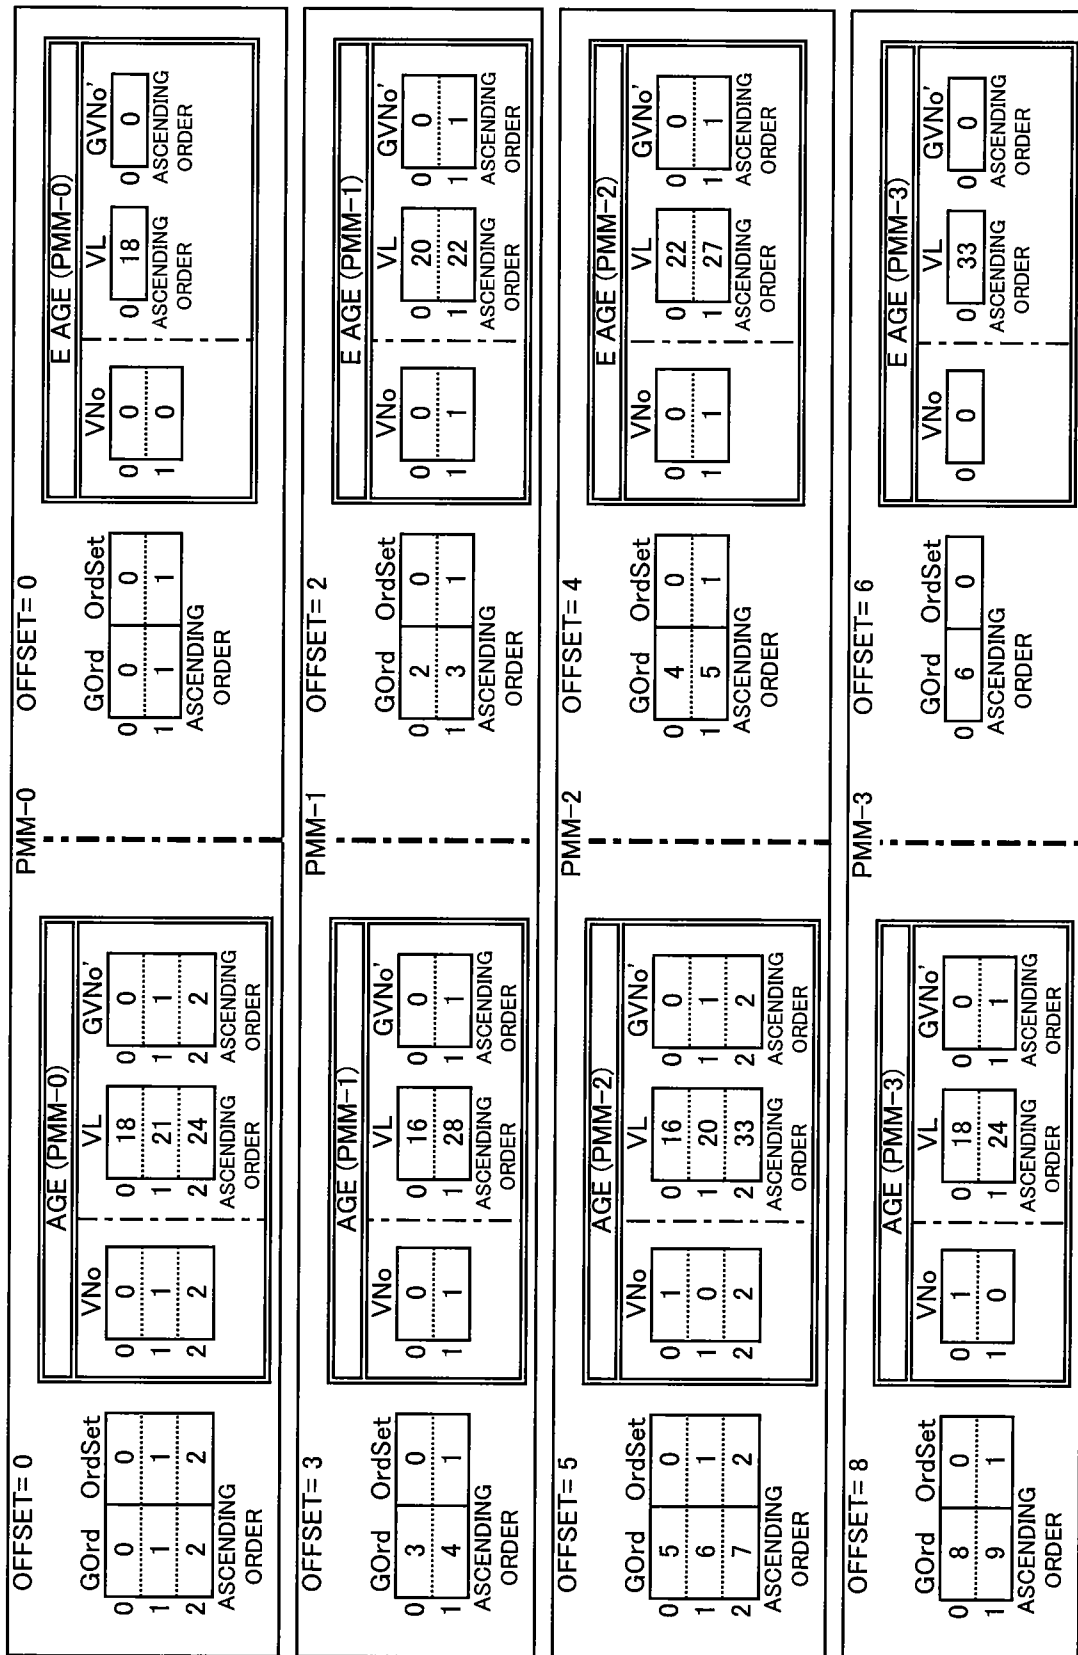 OFFSET= 0 PMM-0 OFFSET= 0
AGE (PMM-0) E AGE (PMM-0)
GOrd OrdSet VNo VL GVNo' GOrd OrdSet VNo VL GVNo'
0 0 0 0 0 0 18 0 0 0 0 0 0 0 0 18 0 0
1 1 1 1 1 1 21 1 1 1 1 1 1 0 ASCENDING ASCENDING
2 2 2 2 2 2 24 2 2 ASCENDING ORDER ORDER
ASCENDING ASCENDING ASCENDING ORDER
ORDER ORDER ORDER
OFFSET= 3 PMM-1 OFFSET= 2
AGE (PMM-1) E AGE (PMM-1)
GOrd OrdSet VNo VL GVNo' GOrd OrdSet VNo VL GVNo'
0 3 0 0 0 0 16 0 0 0 2 0 0 0 0 20 0 0
1 4 1 1 1 1 28 1 1 1 3 1 1 1 1 22 1 1
ASCENDING ASCENDING ASCENDING ASCENDING ASCENDING ASCENDING
ORDER ORDER ORDER ORDER ORDER ORDER
OFFSET= 5 PMM-2 OFFSET= 4
AGE (PMM-2) E AGE (PMM-2)
GOrd OrdSet VNo VL GVNo' GOrd OrdSet VNo VL GVNo'
0 5 0 0 1 0 16 0 0 0 4 0 0 0 0 22 0 0
1 6 1 1 0 1 20 1 1 1 5 1 1 1 1 27 1 1
2 7 2 2 2 2 33 2 2 ASCENDING ASCENDING ASCENDING
ASCENDING ASCENDING ASCENDING ORDER ORDER ORDER
ORDER ORDER ORDER
OFFSET= 8 PMM-3 OFFSET= 6
AGE (PMM-3) E AGE (PMM-3)
GOrd OrdSet VNo VL GVNo' GOrd OrdSet VNo VL GVNo'
0 8 0 0 1 0 18 0 0 0 6 0 0 0 0 33 0 0
1 9 1 1 0 1 24 1 1 ASCENDING ASCENDING ASCENDING
ASCENDING ASCENDING ASCENDING ORDER ORDER ORDER
ORDER ORDER ORDER